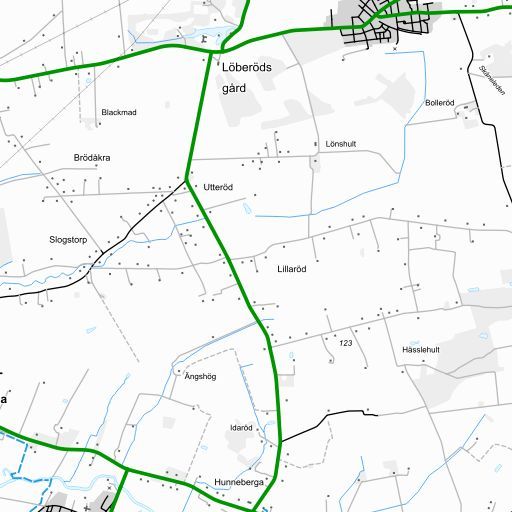 Löberöds
gård
Skåneleden
Bolleröd
Blackmad
Lönshult
Brödåkra
Utteröd
Slogstorp
Lillaröd
123
Hässlehult
Ängshög
a
Idaröd
Hunneberga